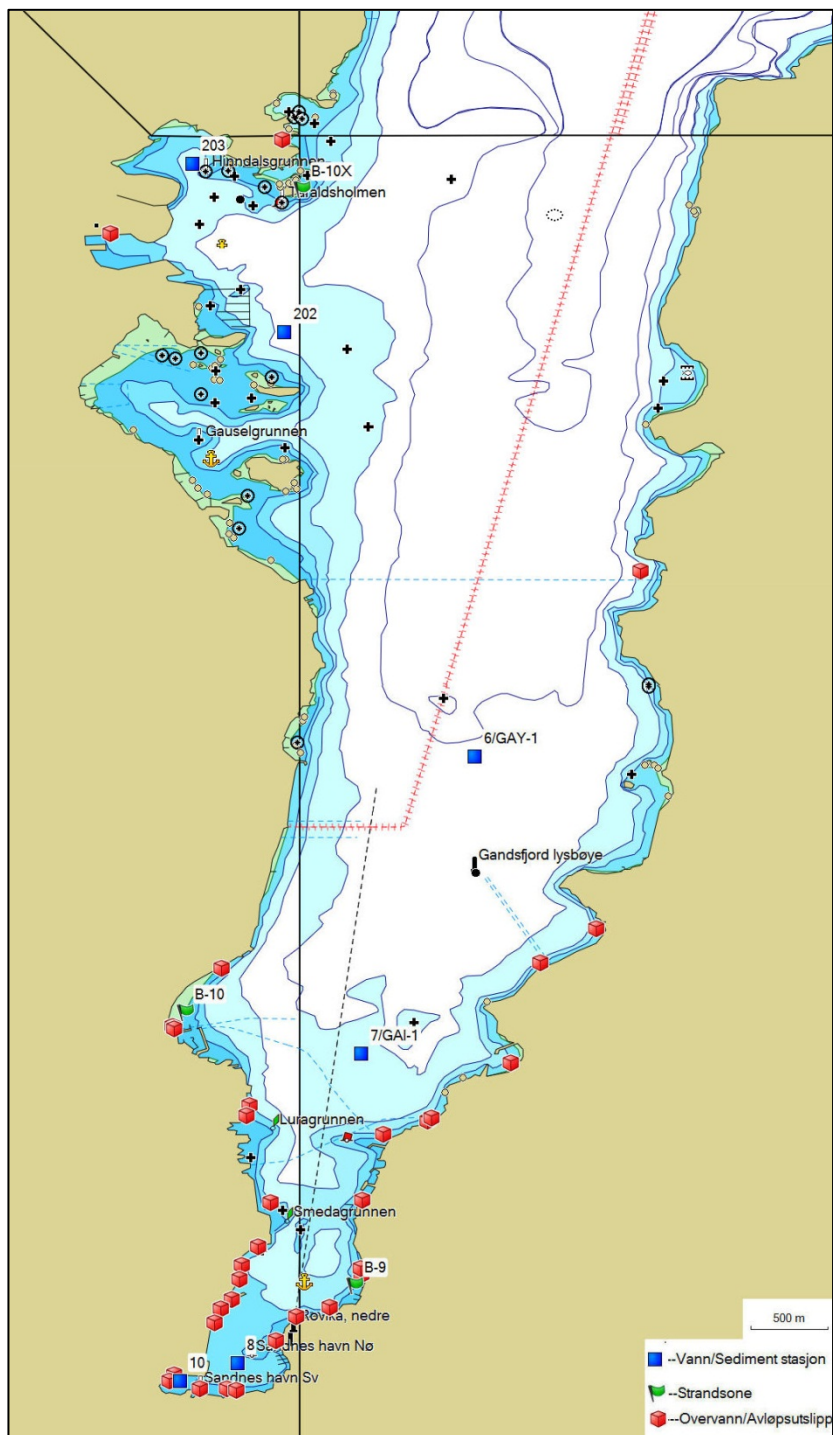 203
Hinndalsgrunnen
B-10X
202
Gauselgrunnen
6/GAY-1
Gandsfjord lysbøye
B-10
7/GAI-1
Luragrunnen
Smedagrunnen
B-9
Rovika, nedre
8
Sandnes havn Nø
10
Sandnes havn Sv
500 m
--Vann/Sediment stasjon
--Strandsone
--Overvann/Avløpsutslipp